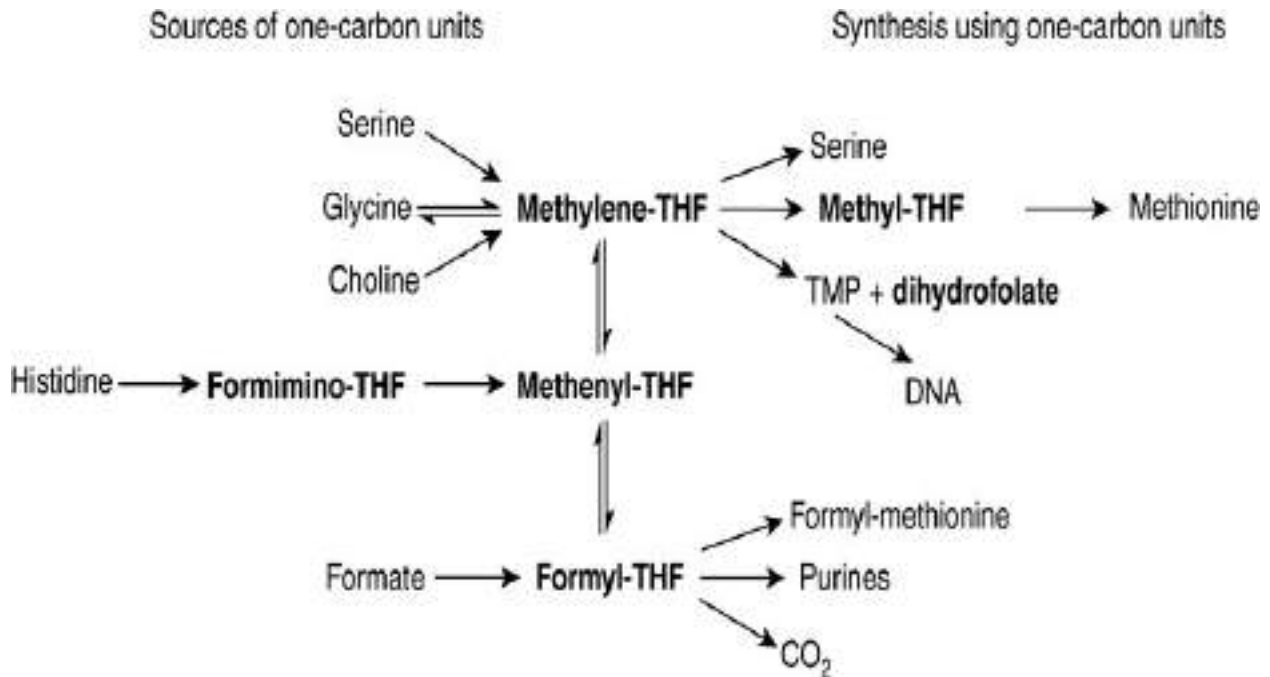 Sources of one-carbon units
Synthesis using one-carbon units
Serine
Serine
Glycine
Methylene-THF
Methyl-THF
Methionine
Choline
TMP + dihydrofolate
Histidine
Formimino-THF
Methenyl-THF
DNA
Formyl-methionine
Formate
Formyl-THF
Purines
CO₂